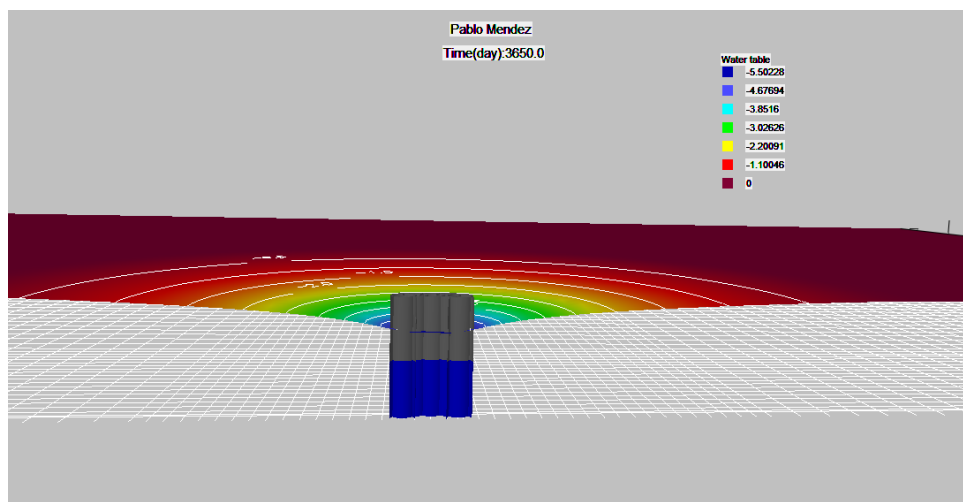 Pablo Mendez
Time(day):3650.0
Water table
-5.50228
-4.67694
-3.8516
-3.02626
-2.20091
-1.10046
0